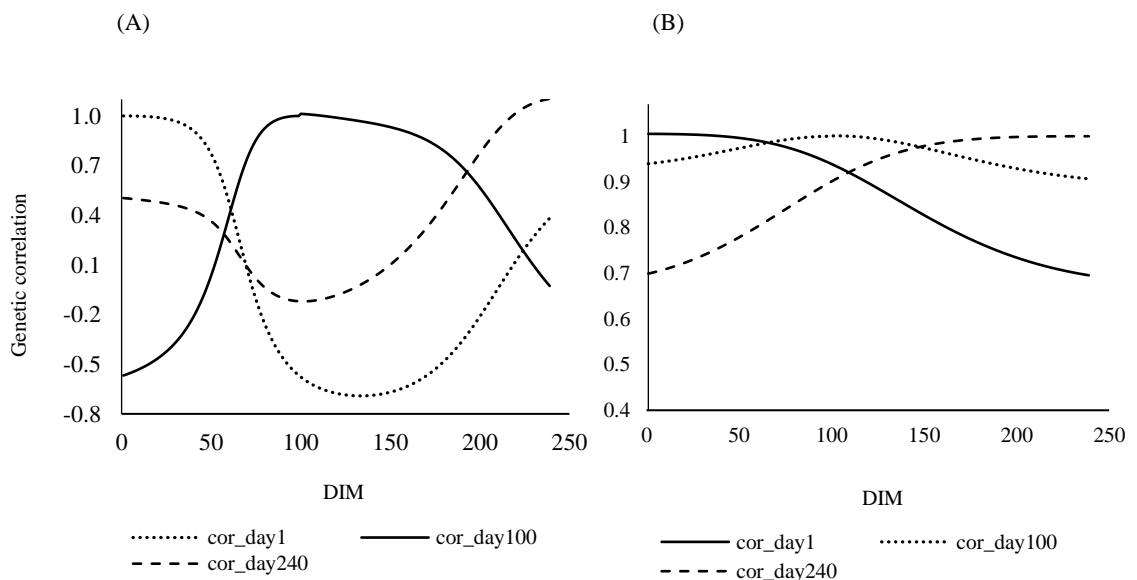 (A)
(B)
Genetic correlation
1.0
0.7
0.4
0.1
-0.2
-0.5
-0.8
0 50 100 150 200 250
DIM
cor_day1 cor_day100
cor_day240
1
0.9
0.8
0.7
0.6
0.5
0.4
0 50 100 150 200 250
DIM
cor_day1 cor_day100
cor_day240